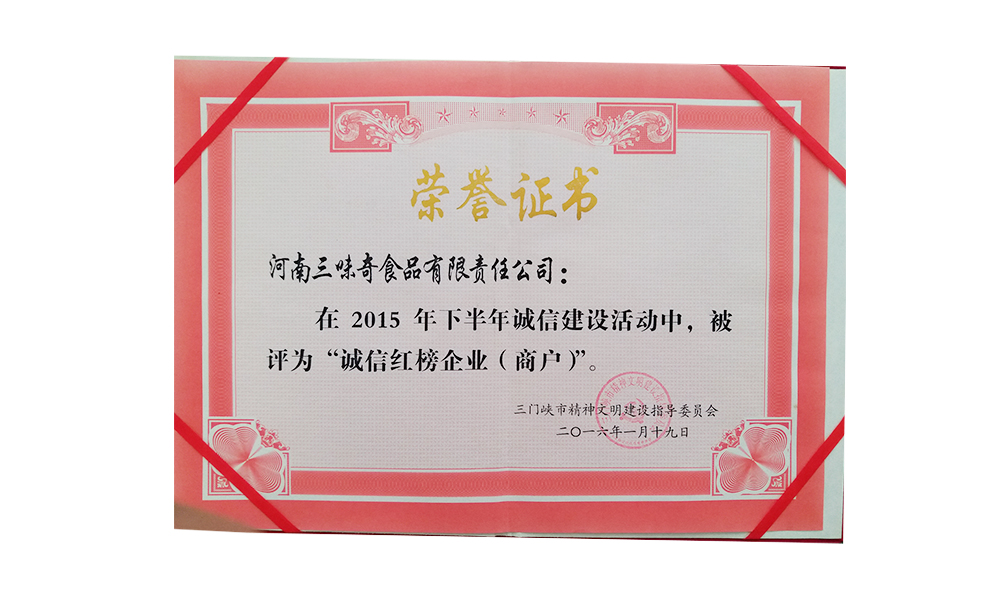 荣誉证书
河南三味奇食品有限责任公司：
在 2015 年下半年诚信建设活动中，被
评为“诚信红榜企业（商户）”。
三门峡市精神文明建设指导委员会
二〇一六年一月十九日